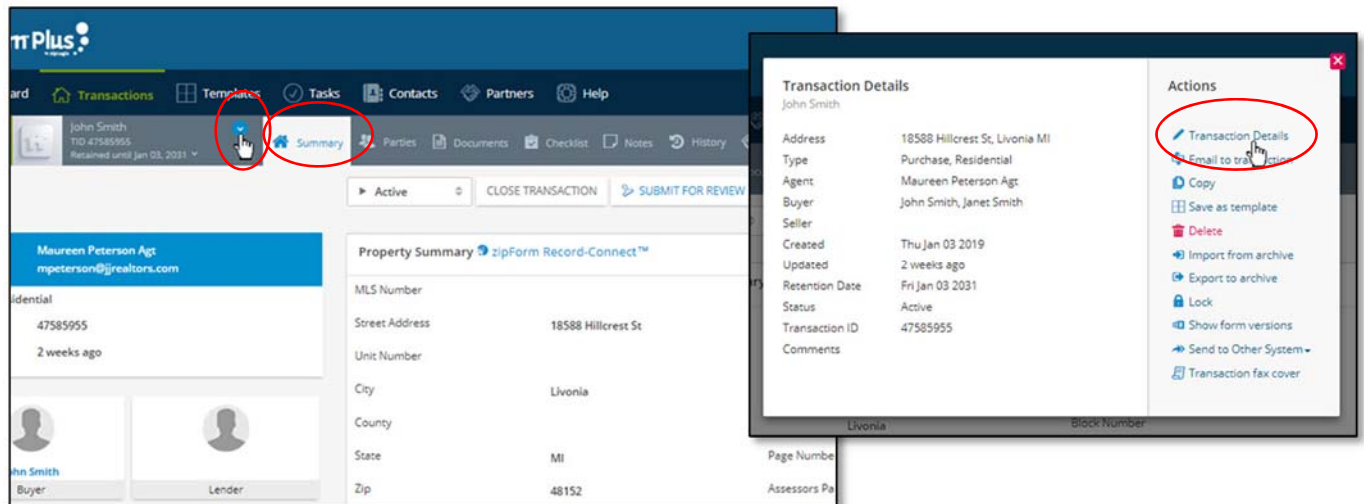 Plus
Transactions
Templates
Tasks
Contacts
Partners
Help
John Smith
TID 47585955
Retained until Jan 03, 2031
Summary
Parties
Documents
Checklist
Notes
History
Active
CLOSE TRANSACTION
SUBMIT FOR REVIEW
Maureen Peterson Agt
mpeterson@jjrealtors.com
47585955
2 weeks ago
John Smith
Buyer
Lender
Property Summary zipForm Record-Connect™
MLS Number
Street Address 18588 Hillcrest St
Unit Number
City Livonia
County
State MI
Zip 48152
Transaction Details
John Smith
Address 18588 Hillcrest St, Livonia MI
Type Purchase, Residential
Agent Maureen Peterson Agt
Buyer John Smith, Janet Smith
Seller
Created Thu Jan 03 2019
Updated 2 weeks ago
Retention Date Fri Jan 03 2031
Status Active
Transaction ID 47585955
Comments
Actions
Transaction Details
Email to transaction
Copy
Save as template
Delete
Import from archive
Export to archive
Lock
Show form versions
Send to Other System
Transaction fax cover
Livonia
Block Number
Page Numbe
Assessors Pa